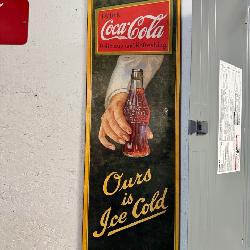 DRINK
Coca-Cola
Delicious and Refreshing
Ours
is
Ice Cold